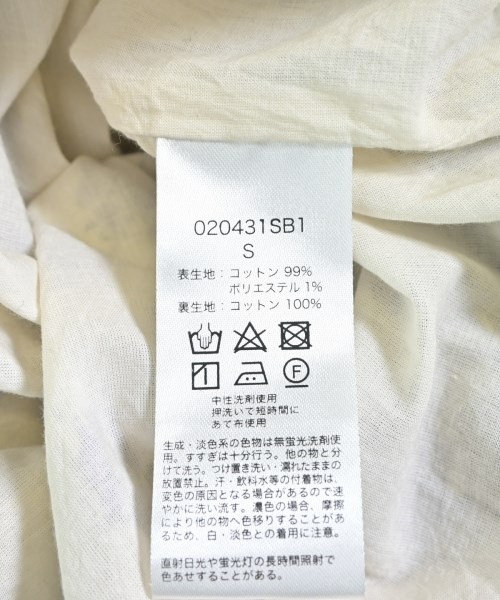 020431SB1
S
表生地：コットン 99%
ポリエステル 1%
裏生地：コットン 100%
F
中性洗剤使用
押洗いで短時間に
あて布使用
生成・淡色系の色物は無蛍光洗剤使
用。すすぎは十分行う。他の物と分
けて洗う。つけ置き洗い・濡れたままの
放置禁止。汗・飲料水等の付着物は、
変色の原因となる場合があるので速
やかに洗い流す。濃色の場合、摩擦
により他の物へ色移りすることがあ
るため、白・淡色との着用に注意。
直射日光や蛍光灯の長時間照射で
色あせすることがある。